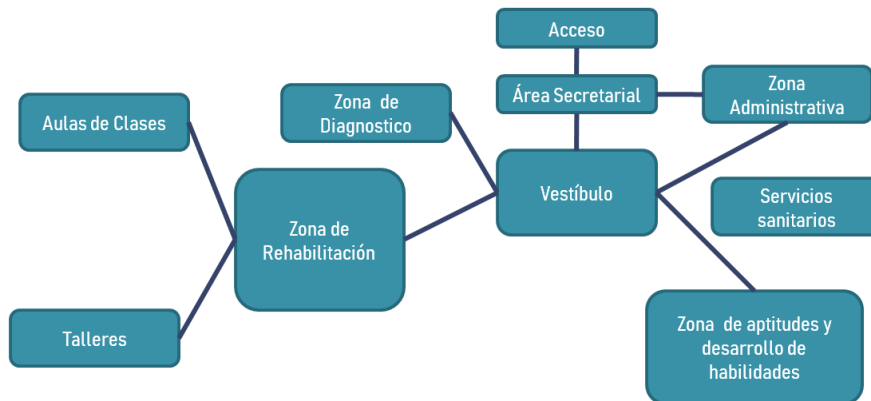 Acceso
Área Secretarial
Zona
Administrativa
Zona de
Diagnostico
Aulas de Clases
Vestíbulo
Servicios
sanitarios
Zona de
Rehabilitación
Talleres
Zona de aptitudes y
desarrollo de
habilidades